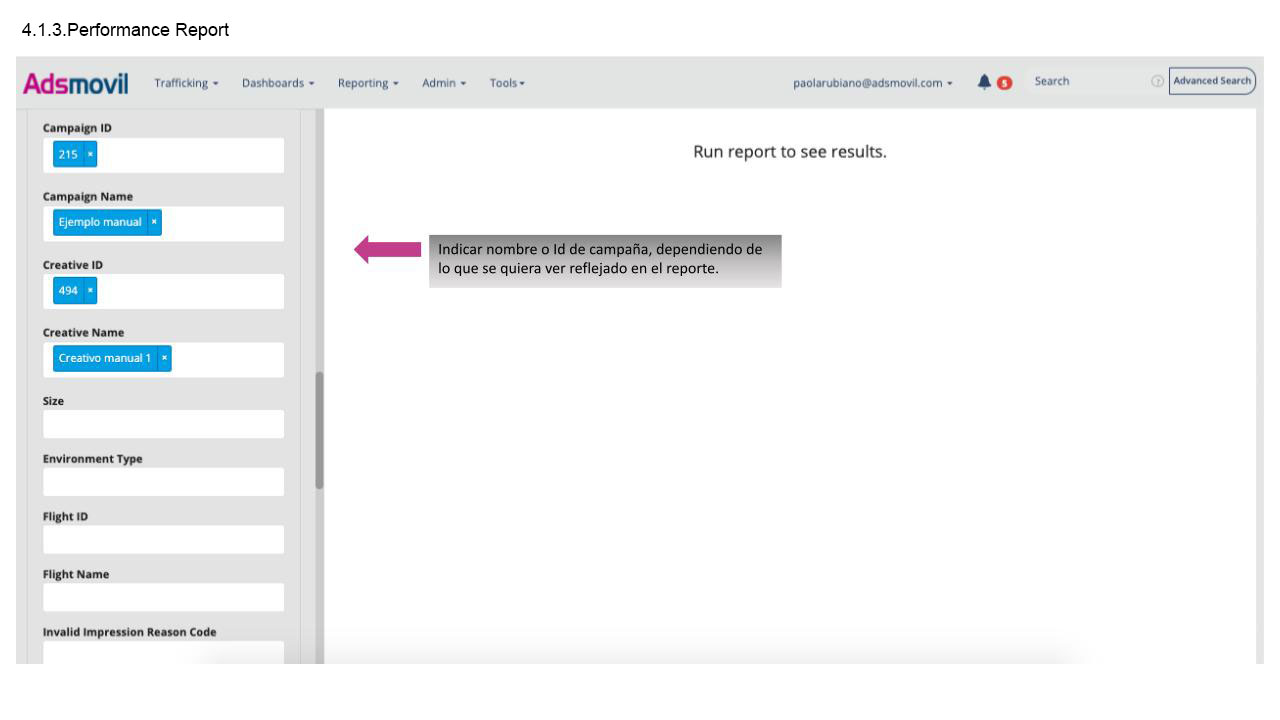 4.1.3.Performance Report
Adsmovil Trafficking Dashboards Reporting Admin Tools paolarubiano@adsmovil.com 5 Search ? Advanced Search
Campaign ID
215 ×
Campaign Name
Ejemplo manual ×
Creative ID
494 ×
Creative Name
Creativo manual 1 ×
Size
Environment Type
Flight ID
Flight Name
Invalid Impression Reason Code
Run report to see results.
Indicar nombre o Id de campaña, dependiendo de
lo que se quiera ver reflejado en el reporte.